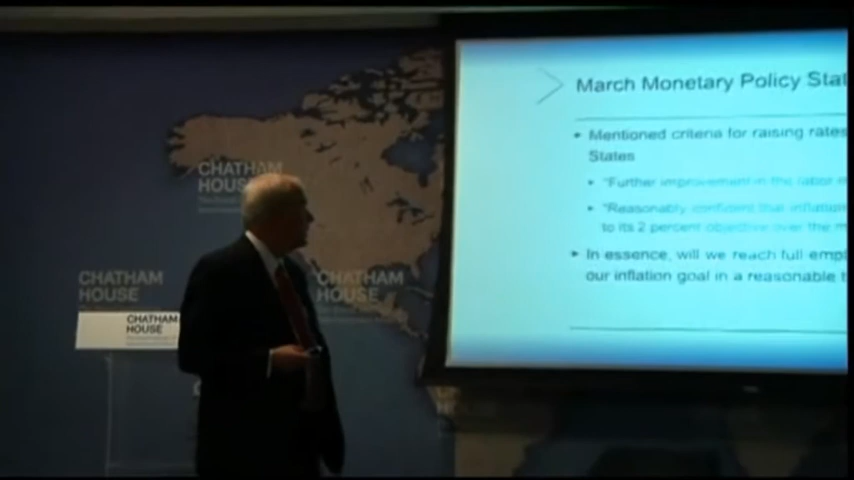 March Monetary Policy Stat
Mentioned criteria for raising rates
States
"Further improvement in the labor
"Reasonably confident that inflation
to its 2 percent objective over the m
In essence, will we reach full emp
our inflation goal in a reasonable t
CHATHAM
HOUSE
CHATHAM
HOUSE
CHATHAM
HOUSE
CHATHAM
HOUSE